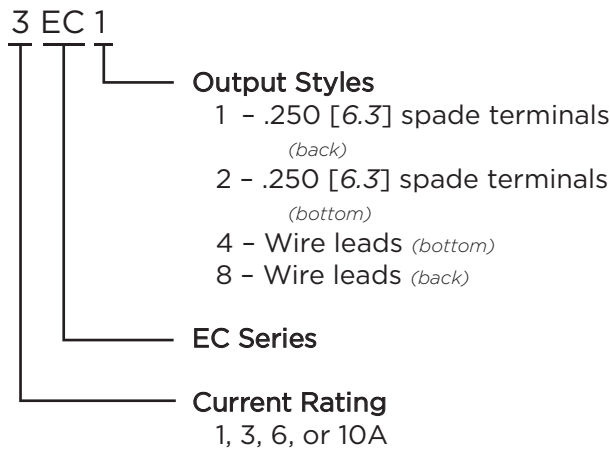 3 EC 1
Output Styles
1 – .250 [6.3] spade terminals
(back)
2 – .250 [6.3] spade terminals
(bottom)
4 – Wire leads (bottom)
8 – Wire leads (back)
EC Series
Current Rating
1, 3, 6, or 10A